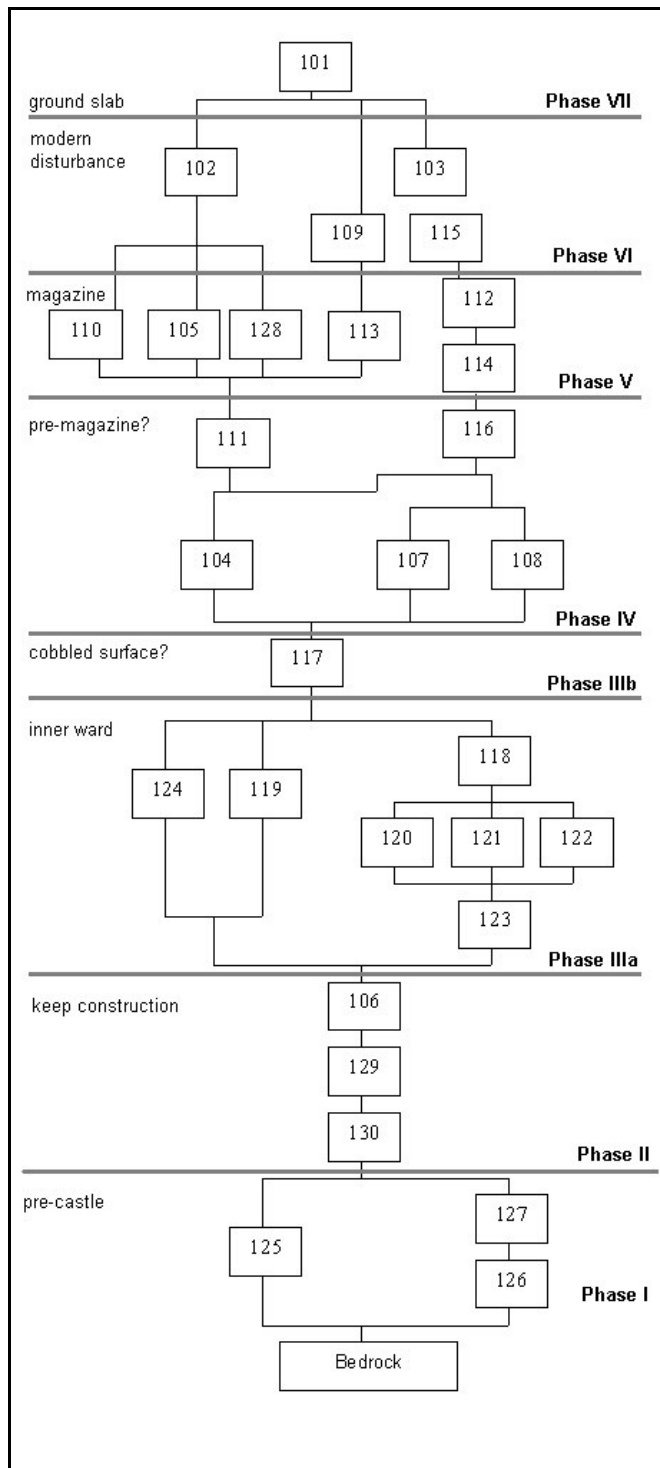 101
ground slab Phase VII
modern
disturbance
102 103
109 115
Phase VI
magazine
112
110 105 128 113
114
Phase V
pre-magazine?
111 116
104 107 108
Phase IV
cobbled surface?
117
Phase IIIb
inner ward
118
124 119
120 121 122
123
Phase IIIa
106
keep construction
129
130
Phase II
pre-castle
127
125
126
Phase I
Bedrock